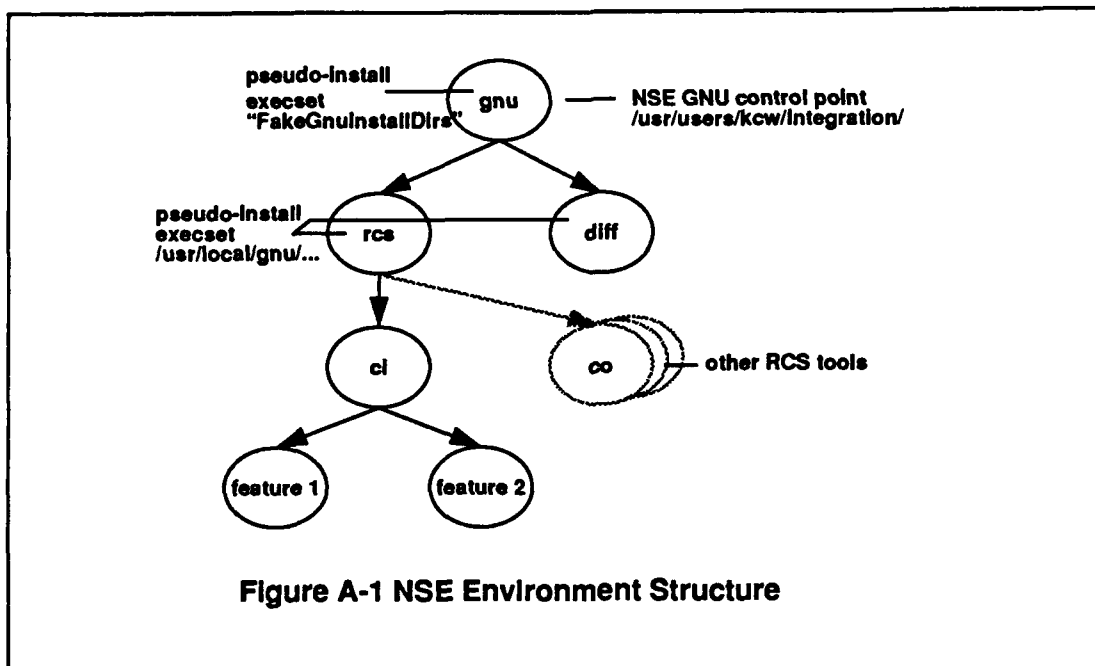 pseudo-install
execset
"FakeGnuInstallDirs"
gnu
NSE GNU control point
/usr/users/kcw/integration/
pseudo-install
execset
/usr/local/gnu/...
rcs
diff
ci
co
other RCS tools
feature 1
feature 2
Figure A-1 NSE Environment Structure